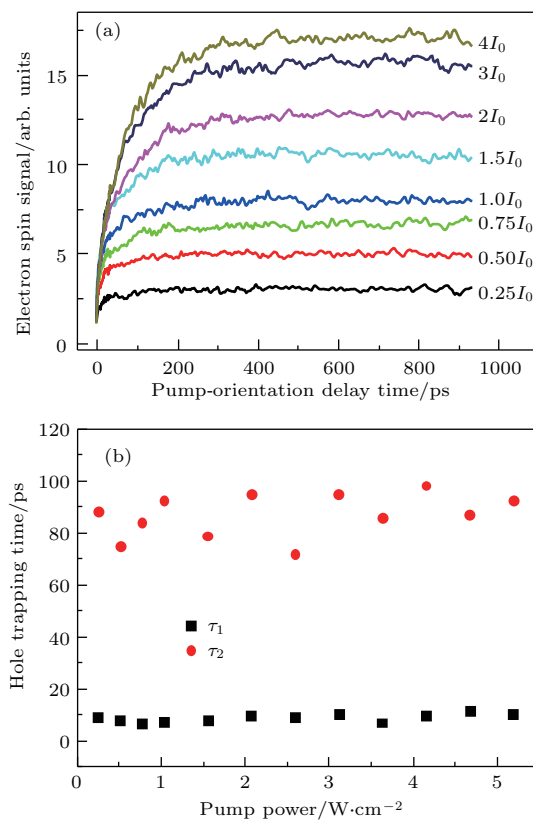 (a)
Electron spin signal/arb. units
15
10
5
0
4I₀
3I₀
2I₀
1.5I₀
1.0I₀
0.75I₀
0.50I₀
0.25I₀
0 200 400 600 800 1000
Pump-orientation delay time/ps
(b)
Hole trapping time/ps
120
100
80
60
40
20
0
τ₁
τ₂
0 1 2 3 4 5
Pump power/W·cm⁻²